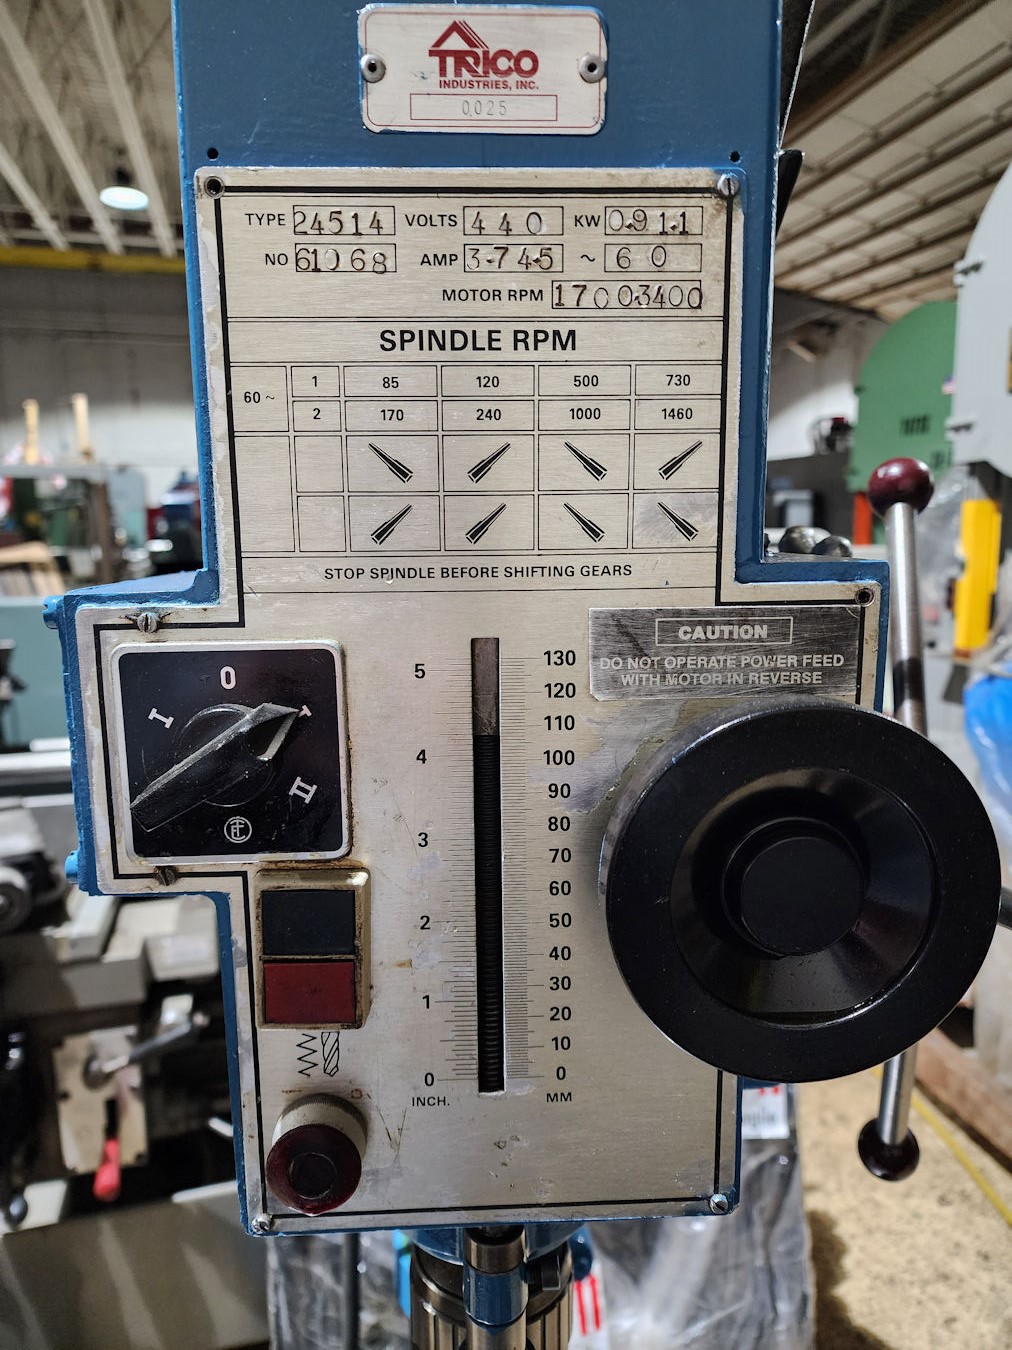 TRICO
INDUSTRIES, INC.
0025
TYPE 24514 VOLTS 440 KW 0.9 1.1
NO 61068 AMP 3-7 4-5 ~ 60
MOTOR RPM 1700 3400
SPINDLE RPM
60~ 1 85 120 500 730
2 170 240 1000 1460
STOP SPINDLE BEFORE SHIFTING GEARS
CAUTION
DO NOT OPERATE POWER FEED
WITH MOTOR IN REVERSE
0
I I
II
5 130
120
110
4 100
90
3 80
70
60
2 50
40
1 30
20
10
0 0
INCH. MM